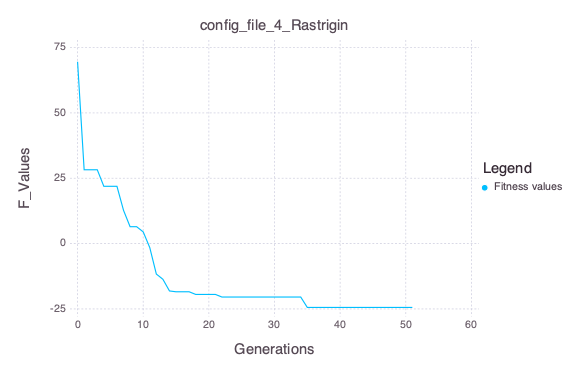 config_file_4_Rastrigin
75
50
25
0
-25
F_Values
0 10 20 30 40 50 60
Generations
Legend
Fitness values